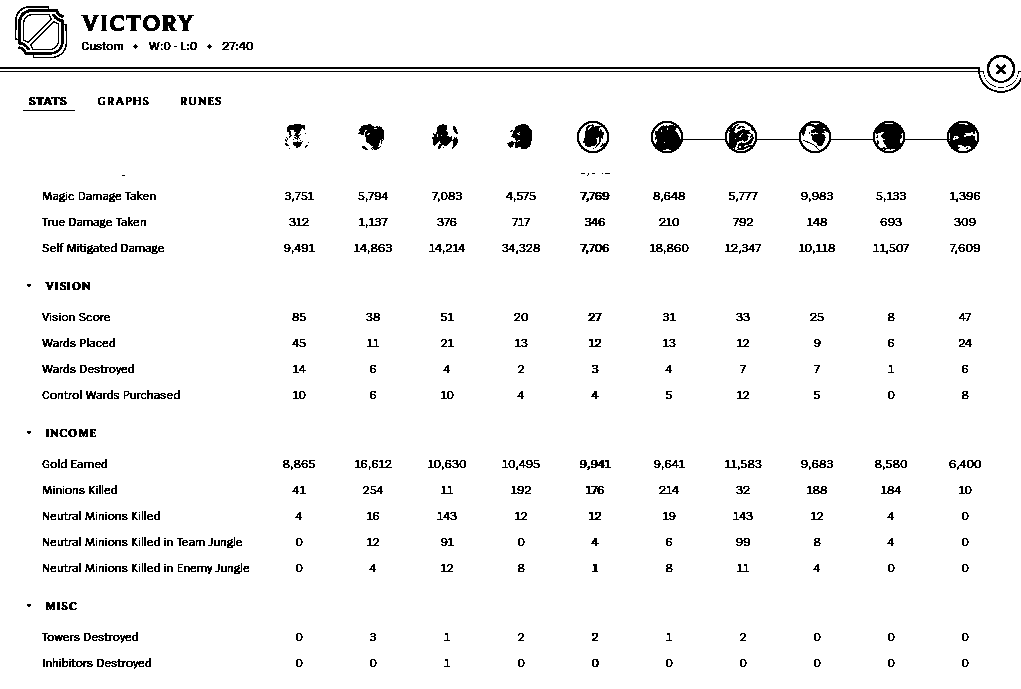 VICTORY
Custom • W:0 - L:0 • 27:40
STATS GRAPHS RUNES
Magic Damage Taken 3,751 5,794 7,083 4,575 7,769 8,648 5,777 9,983 5,133 1,396
True Damage Taken 312 1,137 376 717 346 210 792 148 693 309
Self Mitigated Damage 9,491 14,863 14,214 34,328 7,706 18,860 12,347 10,118 11,507 7,609
VISION
Vision Score 85 38 51 20 27 31 33 25 8 47
Wards Placed 45 11 21 13 12 13 12 9 6 24
Wards Destroyed 14 6 4 2 3 4 7 7 1 6
Control Wards Purchased 10 6 10 4 4 5 12 5 0 8
INCOME
Gold Earned 8,865 16,612 10,630 10,495 9,941 9,641 11,583 9,683 8,580 6,400
Minions Killed 41 254 11 192 176 214 32 188 184 10
Neutral Minions Killed 4 16 143 12 12 19 143 12 4 0
Neutral Minions Killed in Team Jungle 0 12 91 0 4 6 99 8 4 0
Neutral Minions Killed in Enemy Jungle 0 4 12 8 1 8 11 4 0 0
MISC
Towers Destroyed 0 3 1 2 2 1 2 0 0 0
Inhibitors Destroyed 0 0 1 0 0 0 0 0 0 0